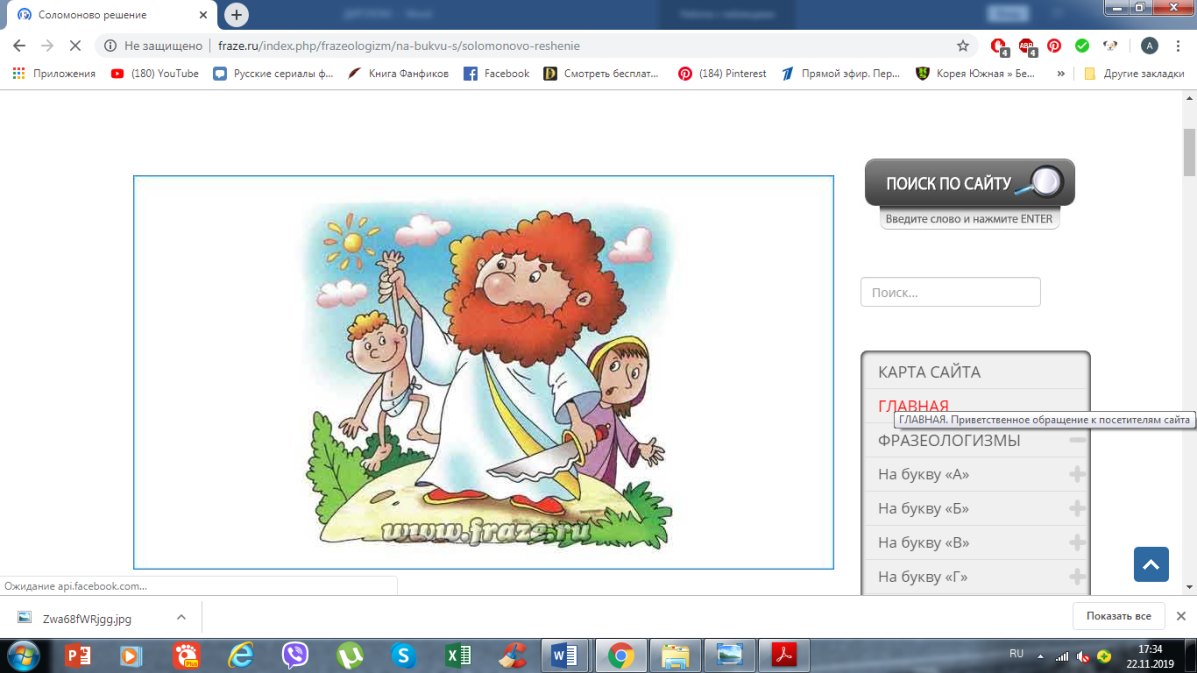 Соломоново решение
Не защищено | fraze.ru/index.php/frazeologizm/na-bukvu-s/solomonovo-reshenie
4
4
A
Приложения
(180) YouTube
Русские сериалы ф...
Книга Фанфиков
Facebook
Смотреть бесплат...
(184) Pinterest
Прямой эфир. Пер...
Корея Южная » Бе...
»
Другие закладки
ПОИСК ПО САЙТУ
Введите слово и нажмите ENTER
Поиск...
КАРТА САЙТА
ГЛАВНАЯ
ГЛАВНАЯ. Приветственное обращение к посетителям сайта
ФРАЗЕОЛОГИЗМЫ
На букву «А»
На букву «Б»
На букву «В»
На букву «Г»
www.fraze.ru
Ожидание api.facebook.com...
Zwa68fWRjgg.jpg
Показать все
RU
17:34
22.11.2019